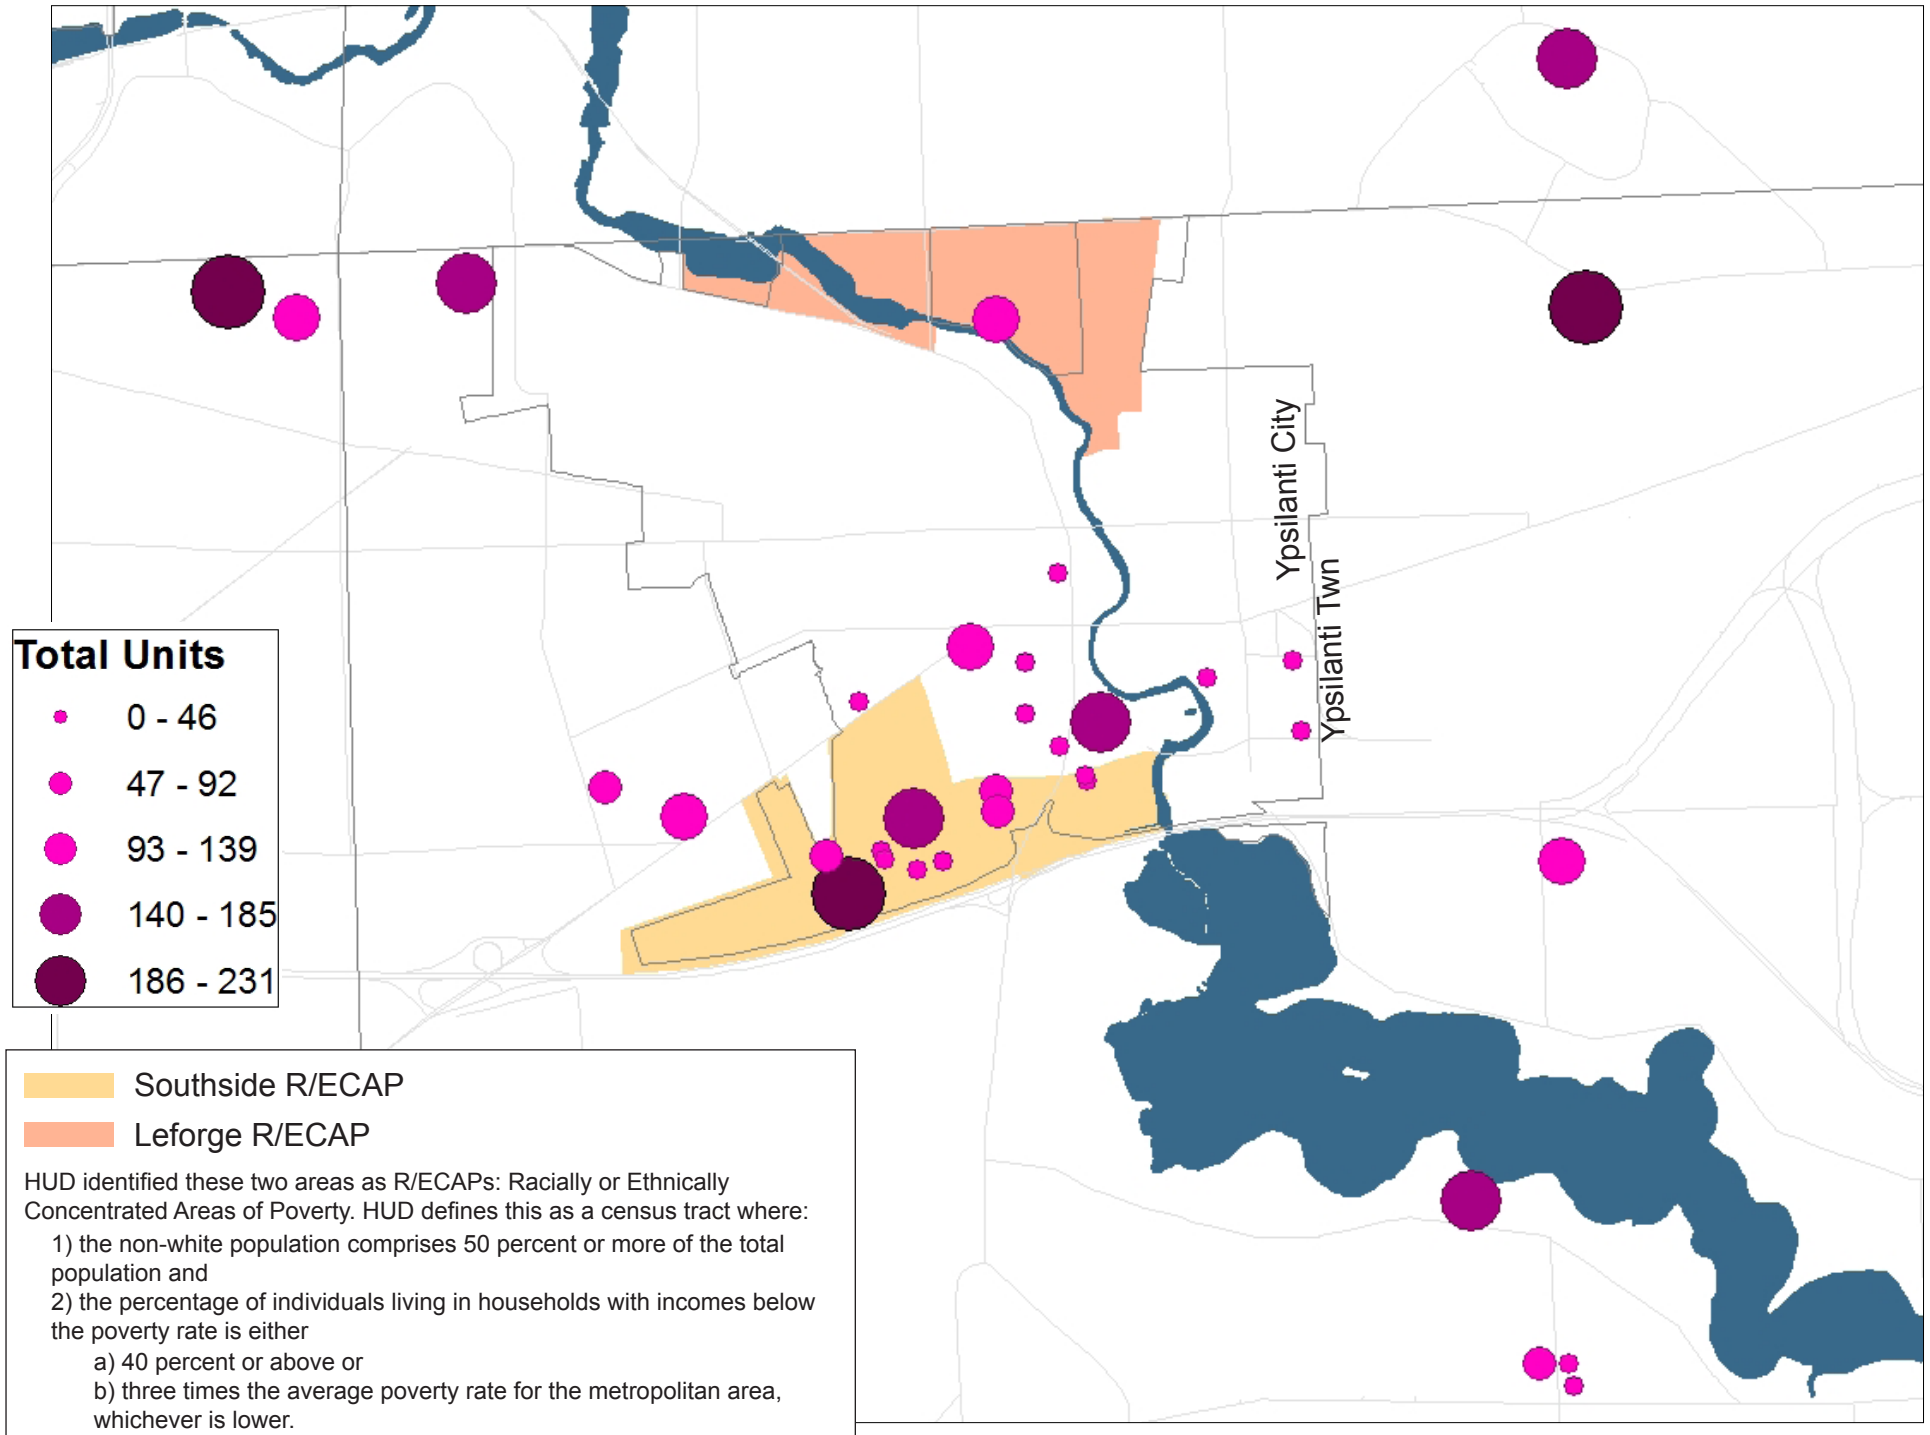 Ypsilanti City
Ypsilanti Twn
Total Units
0 - 46
47 - 92
93 - 139
140 - 185
186 - 231
Southside R/ECAP
Leforge R/ECAP
HUD identified these two areas as R/ECAPs: Racially or Ethnically
Concentrated Areas of Poverty. HUD defines this as a census tract where:
1) the non-white population comprises 50 percent or more of the total
population and
2) the percentage of individuals living in households with incomes below
the poverty rate is either
a) 40 percent or above or
b) three times the average poverty rate for the metropolitan area,
whichever is lower.